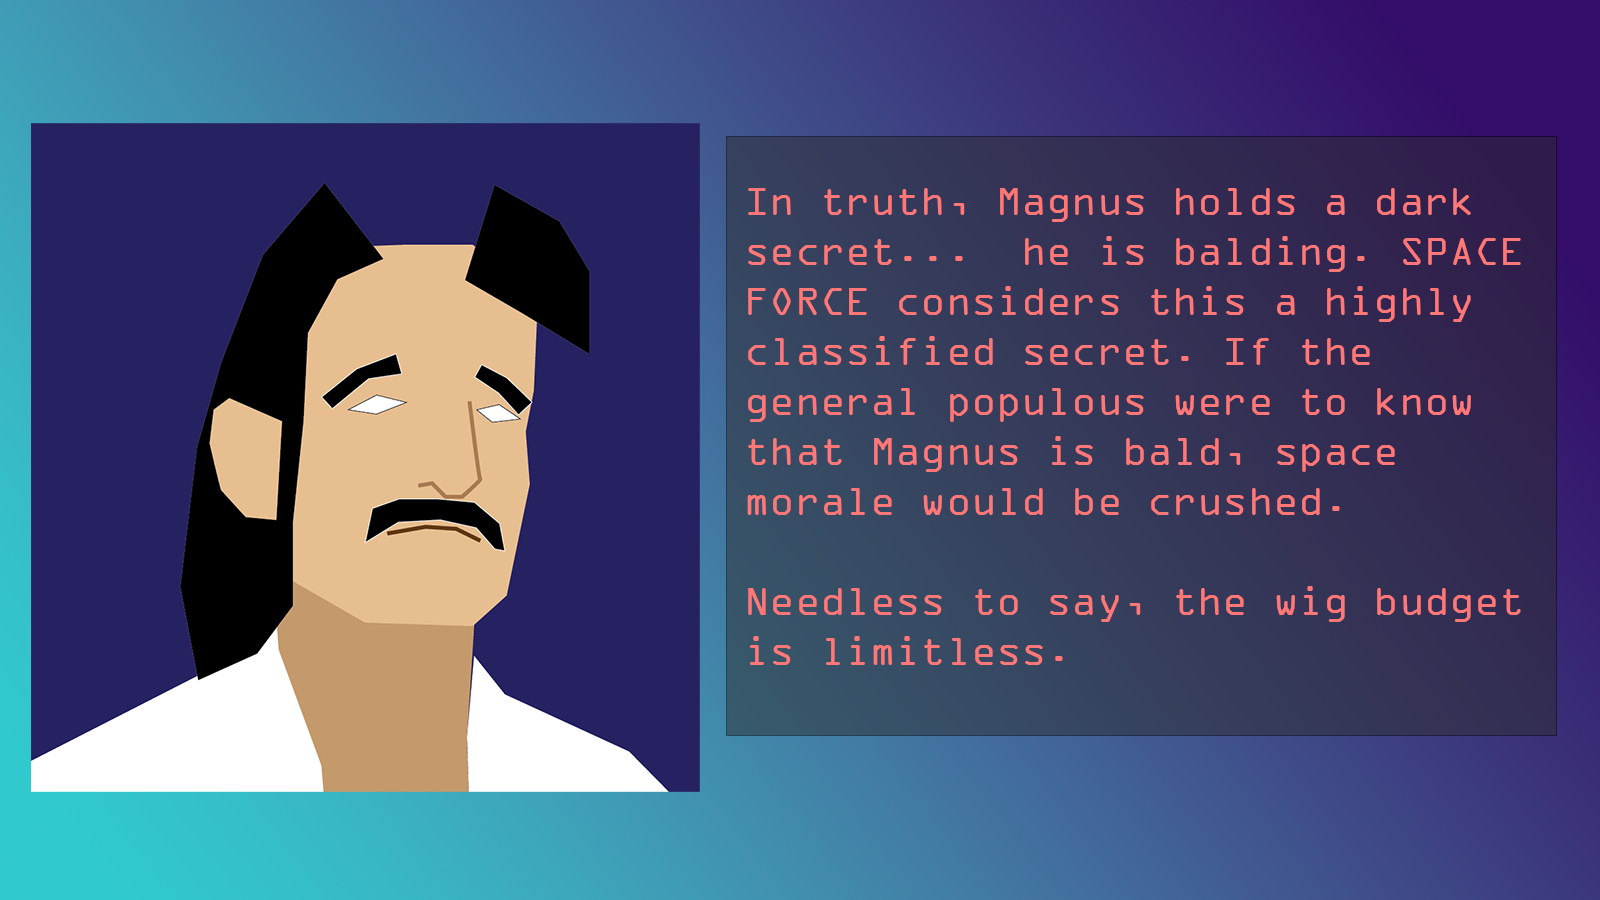 In truth, Magnus holds a dark
secret...  he is balding. SPACE
FORCE considers this a highly
classified secret. If the
general populous were to know
that Magnus is bald, space
morale would be crushed.
Needless to say, the wig budget
is limitless.